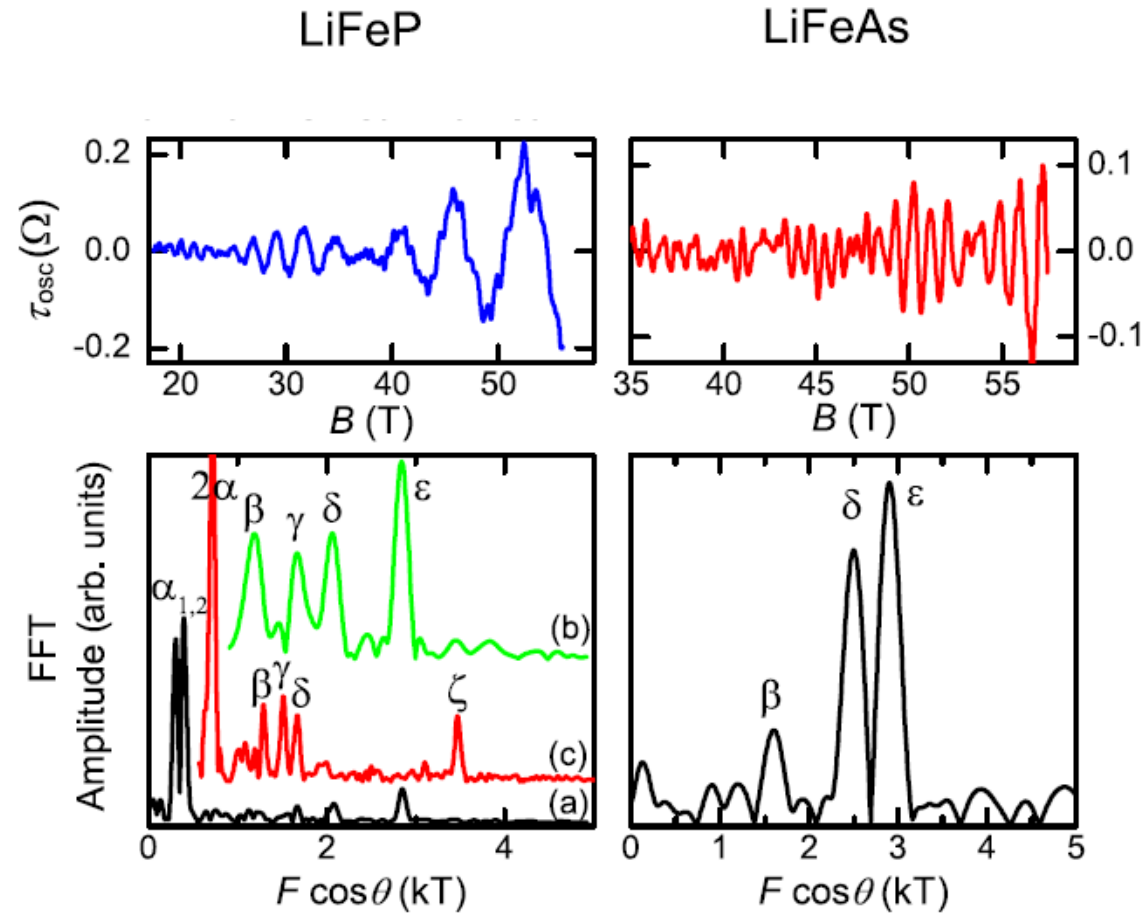 LiFeP LiFeAs
0.2
0.0
-0.2
τosc (Ω)
20 30 40 50
B (T)
0.1
0.0
-0.1
35 40 45 50 55
B (T)
FFT
Amplitude (arb. units)
2α
β γ δ ε
α1,2
(b)
β γ δ ζ
(c)
(a)
0 2 4
F cosθ (kT)
δ ε
β
0 1 2 3 4 5
F cosθ (kT)